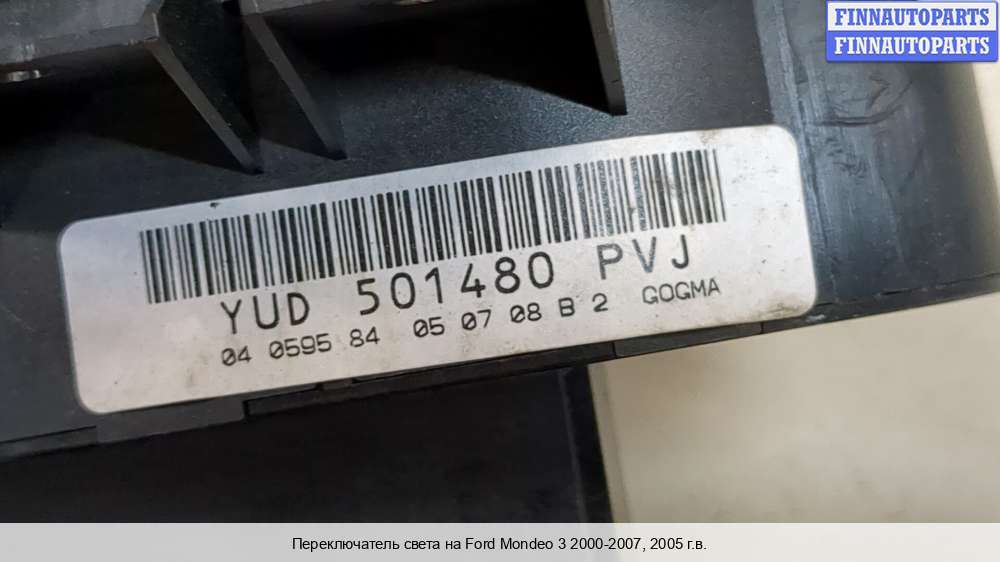 FINNAUTOPARTS
FINNAUTOPARTS
YUD 501480 PVJ
04 0595 84 05 07 08 B 2 GOGMA
Переключатель света на Ford Mondeo 3 2000-2007, 2005 г.в.